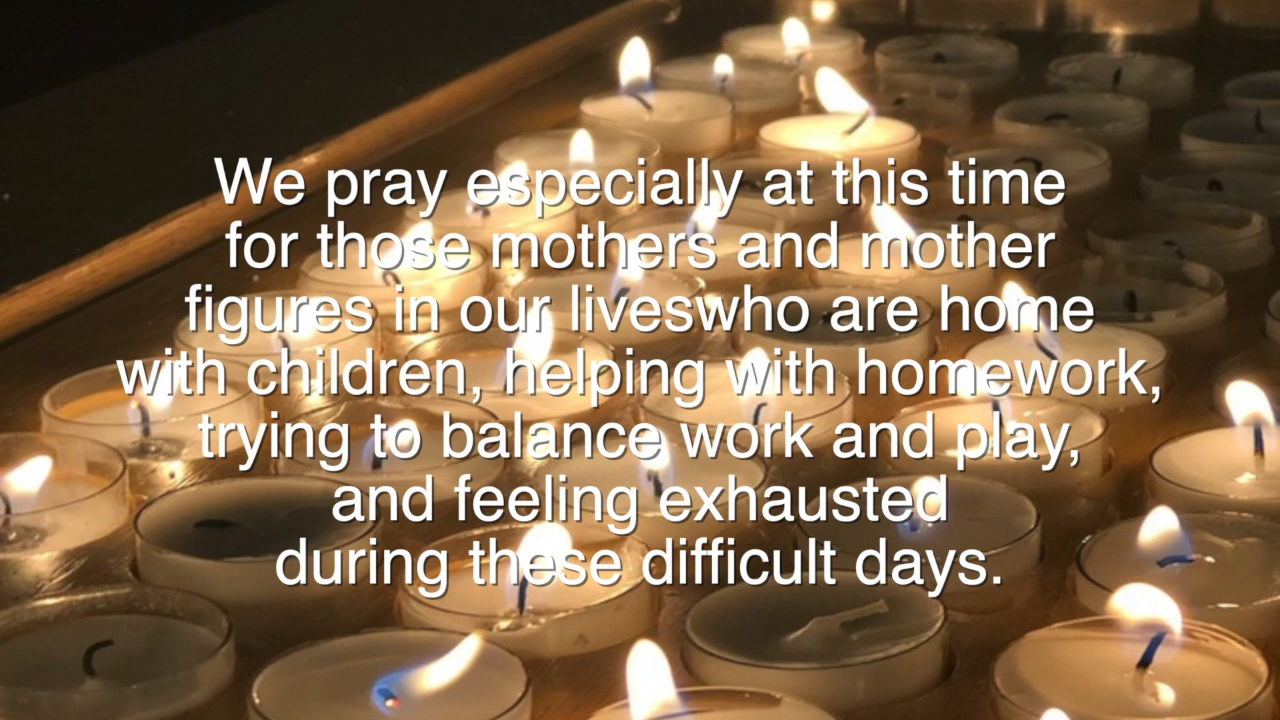 We pray especially at this time
for those mothers and mother
figures in our liveswho are home
with children, helping with homework,
trying to balance work and play,
and feeling exhausted
during these difficult days.